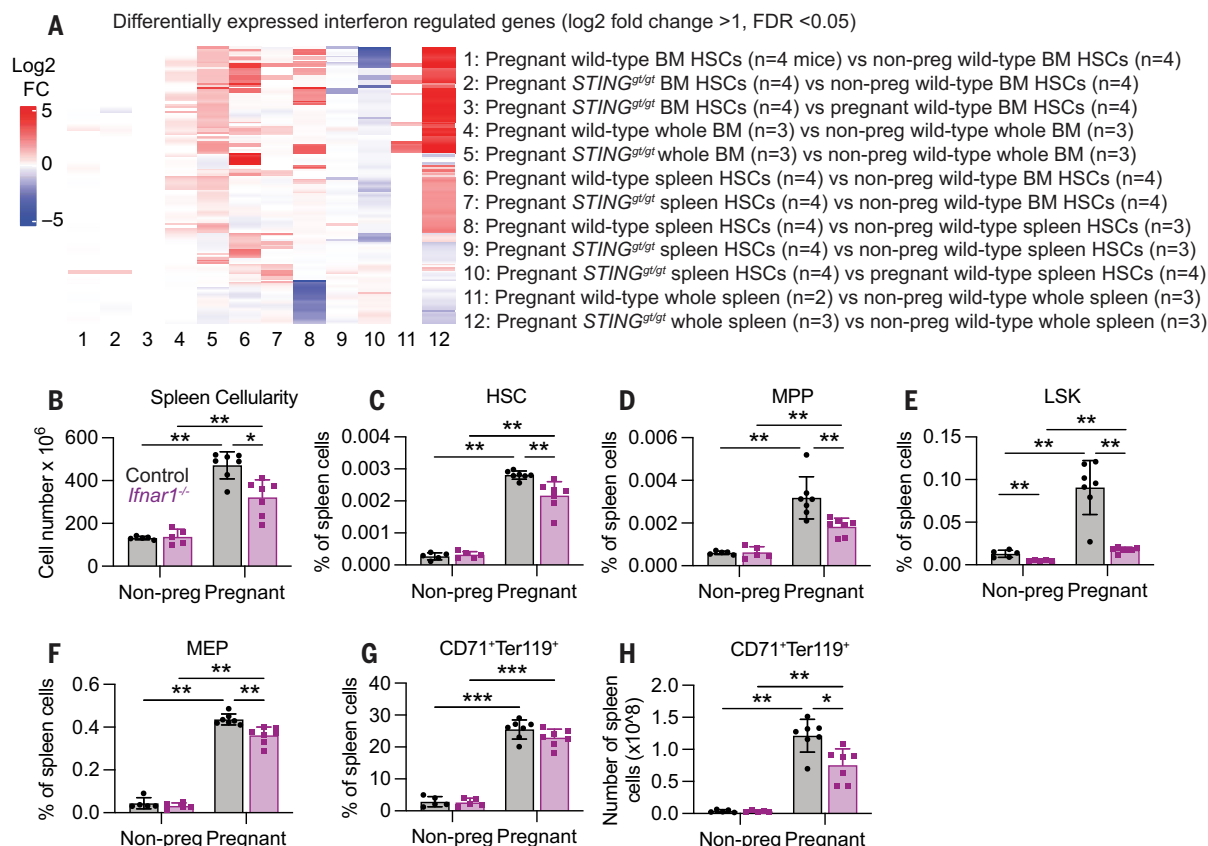 A Differentially expressed interferon regulated genes (log2 fold change >1, FDR <0.05)
Log2
FC
5
0
−5
1 2 3 4 5 6 7 8 9 10 11 12
1: Pregnant wild-type BM HSCs (n=4 mice) vs non-preg wild-type BM HSCs (n=4)
2: Pregnant STINGgt/gt BM HSCs (n=4) vs non-preg wild-type BM HSCs (n=4)
3: Pregnant STINGgt/gt BM HSCs (n=4) vs pregnant wild-type BM HSCs (n=4)
4: Pregnant wild-type whole BM (n=3) vs non-preg wild-type whole BM (n=3)
5: Pregnant STINGgt/gt whole BM (n=3) vs non-preg wild-type whole BM (n=3)
6: Pregnant wild-type spleen HSCs (n=4) vs non-preg wild-type BM HSCs (n=4)
7: Pregnant STINGgt/gt spleen HSCs (n=4) vs non-preg wild-type BM HSCs (n=4)
8: Pregnant wild-type spleen HSCs (n=4) vs non-preg wild-type spleen HSCs (n=3)
9: Pregnant STINGgt/gt spleen HSCs (n=4) vs non-preg wild-type spleen HSCs (n=3)
10: Pregnant STINGgt/gt spleen HSCs (n=4) vs pregnant wild-type spleen HSCs (n=4)
11: Pregnant wild-type whole spleen (n=2) vs non-preg wild-type whole spleen (n=3)
12: Pregnant STINGgt/gt whole spleen (n=3) vs non-preg wild-type whole spleen (n=3)
B Spleen Cellularity
Cell number x 10⁶
600
400
200
0
** ** *
Control
Ifnar1-/-
Non-preg Pregnant
C HSC
% of spleen cells
0.004
0.003
0.002
0.001
0.000
** ** **
Non-preg Pregnant
D MPP
% of spleen cells
0.006
0.004
0.002
0.000
** ** **
Non-preg Pregnant
E LSK
% of spleen cells
0.15
0.10
0.05
0.00
** ** ** **
Non-preg Pregnant
F MEP
% of spleen cells
0.6
0.4
0.2
0.0
** ** **
Non-preg Pregnant
G CD71⁺Ter119⁺
% of spleen cells
40
30
20
10
0
*** ***
Non-preg Pregnant
H CD71⁺Ter119⁺
Number of spleen
cells (x10^8)
2.0
1.5
1.0
0.5
0.0
** ** *
Non-preg Pregnant